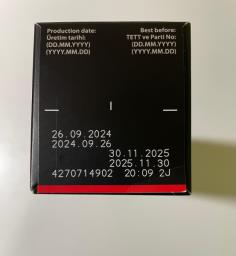 Production date:
Üretim tarihi:
(DD.MM.YYYY)
(YYYY.MM.DD)
Best before:
TETT ve Parti No:
(DD.MM.YYYY)
(YYYY.MM.DD)
26.09.2024
2024.09.26
30.11.2025
2025.11.30
4270714902 20:09 2J